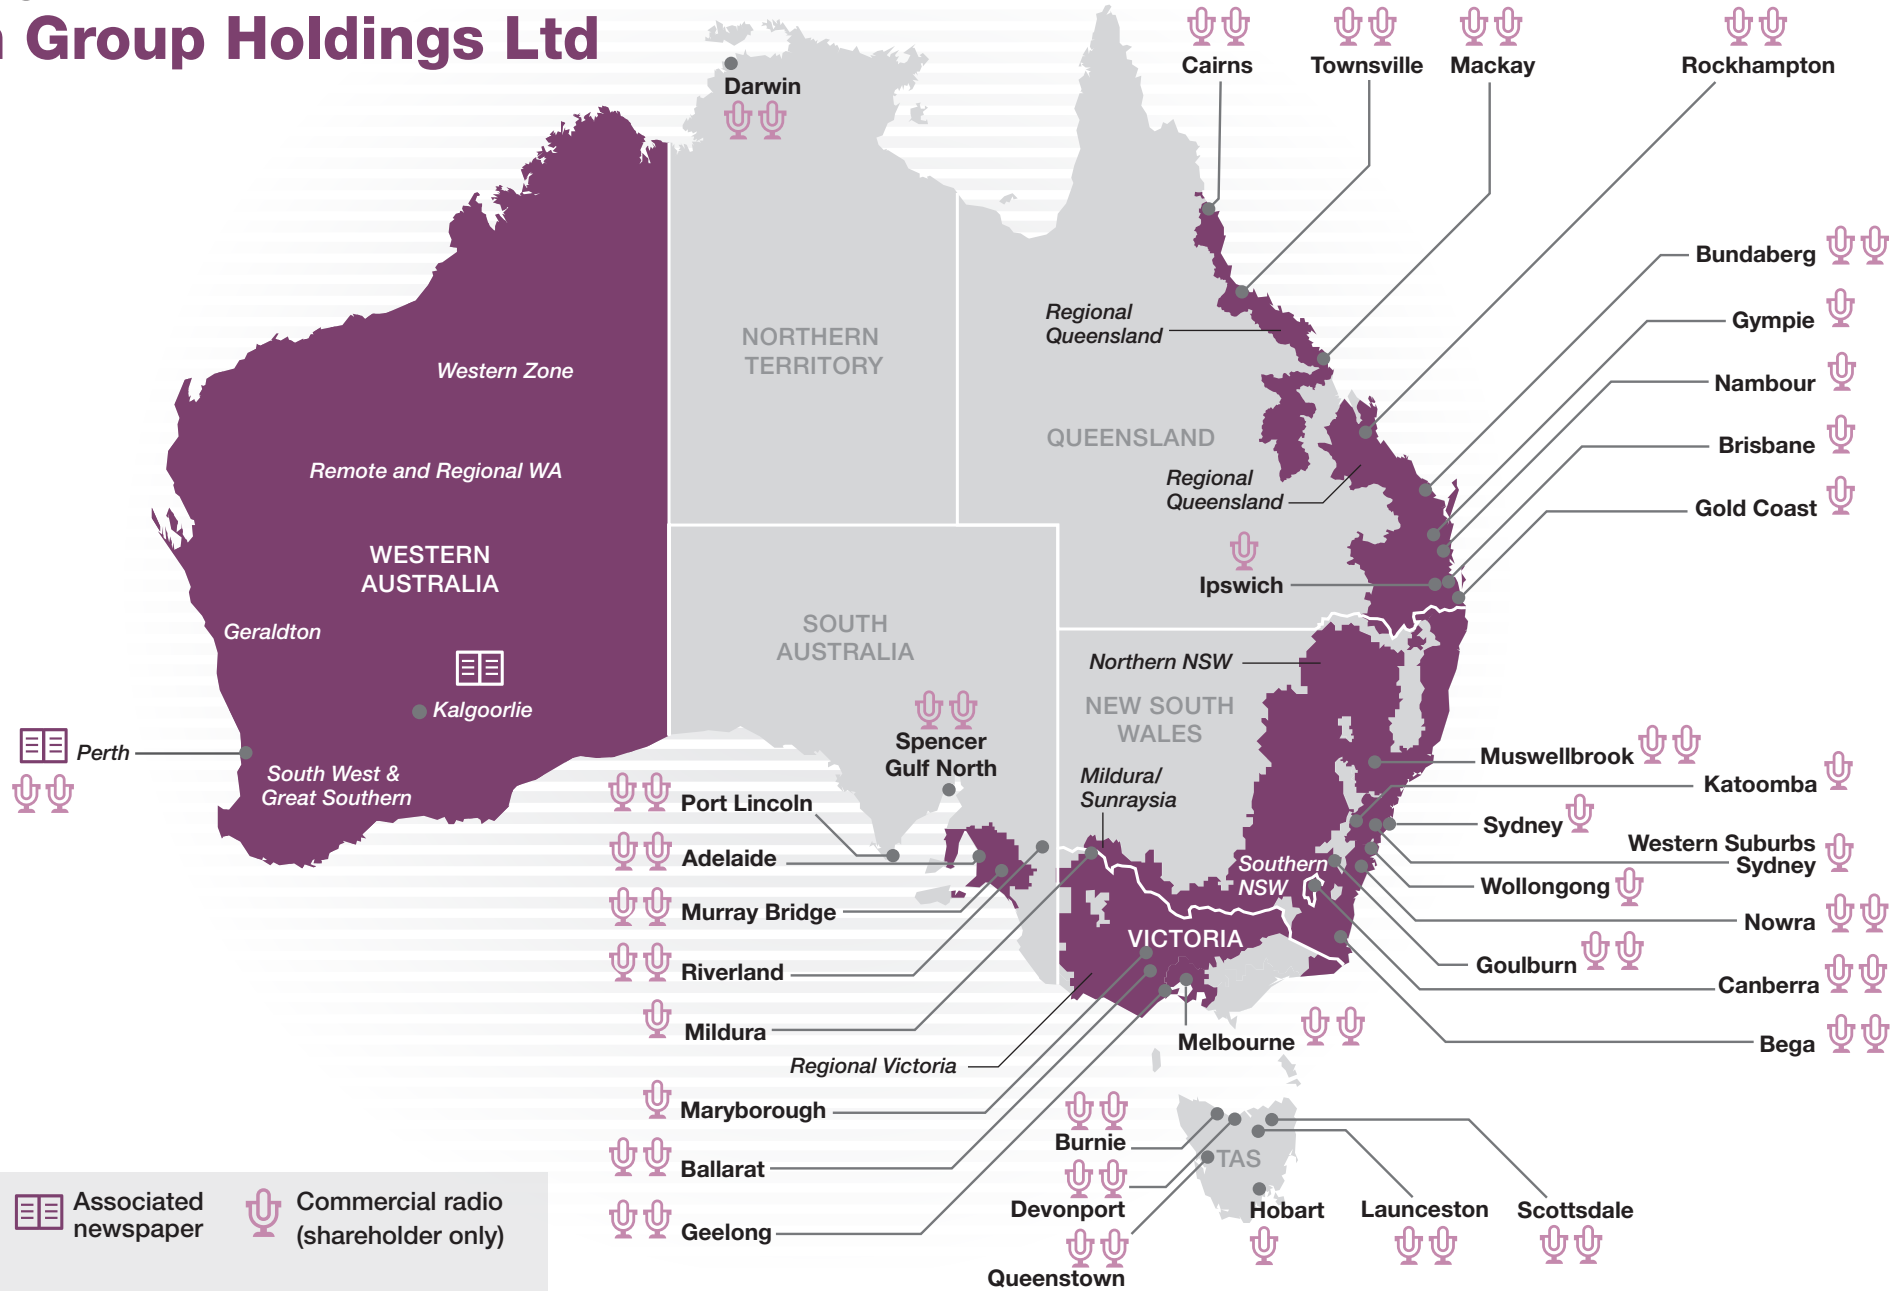 Group Holdings Ltd
Darwin
Cairns
Townsville
Mackay
Rockhampton
Bundaberg
Gympie
Nambour
Brisbane
Gold Coast
Regional
Queensland
NORTHERN
TERRITORY
QUEENSLAND
Regional
Queensland
Ipswich
Western Zone
Remote and Regional WA
WESTERN
AUSTRALIA
Geraldton
Kalgoorlie
Perth
South West &
Great Southern
SOUTH
AUSTRALIA
Spencer
Gulf North
Northern NSW
NEW SOUTH
WALES
Mildura/
Sunraysia
Southern
NSW
VICTORIA
Muswellbrook
Katoomba
Sydney
Western Suburbs
Sydney
Wollongong
Nowra
Goulburn
Canberra
Bega
Port Lincoln
Adelaide
Murray Bridge
Riverland
Mildura
Regional Victoria
Maryborough
Ballarat
Geelong
Melbourne
Burnie
Devonport
Queenstown
TAS
Hobart
Launceston
Scottsdale
Associated
newspaper
Commercial radio
(shareholder only)